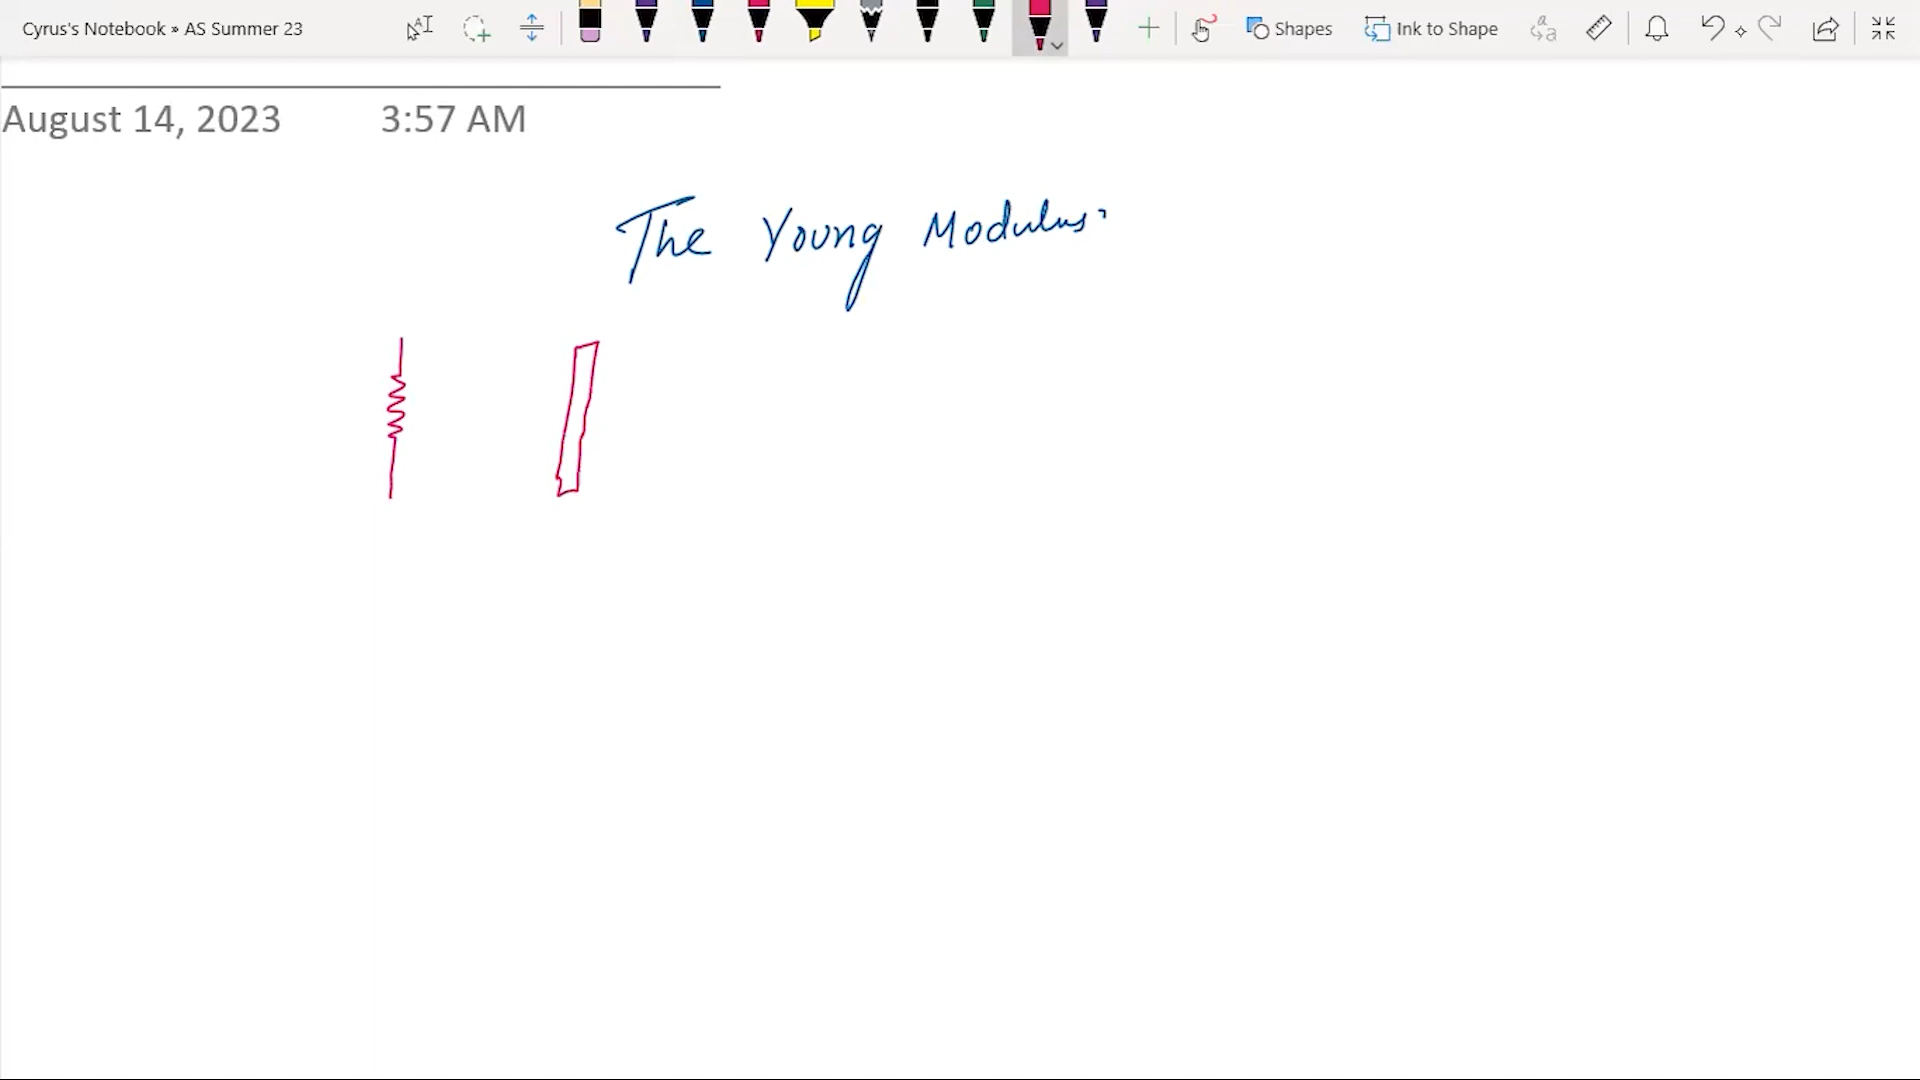 Cyrus's Notebook » AS Summer 23
Shapes
Ink to Shape
August 14, 2023 3:57 AM
The Young Modulus